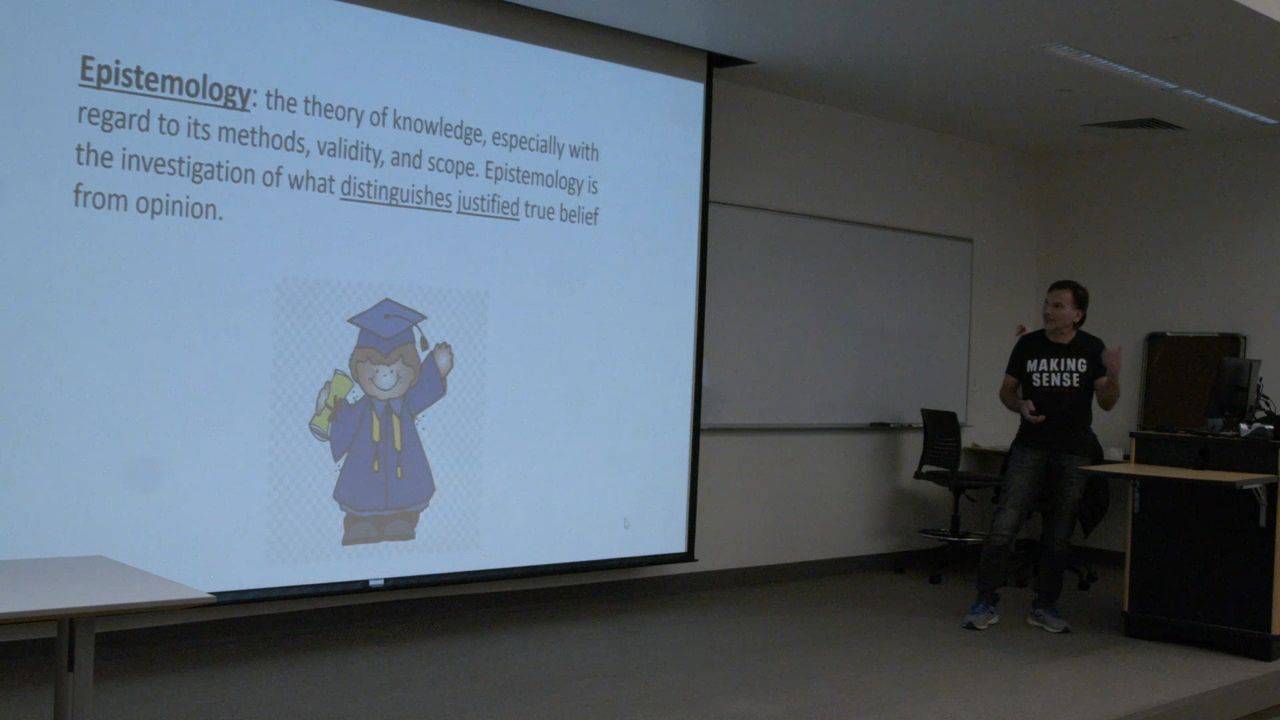 Epistemology: the theory of knowledge, especially with
regard to its methods, validity, and scope. Epistemology is
the investigation of what distinguishes justified true belief
from opinion.
MAKING
SENSE